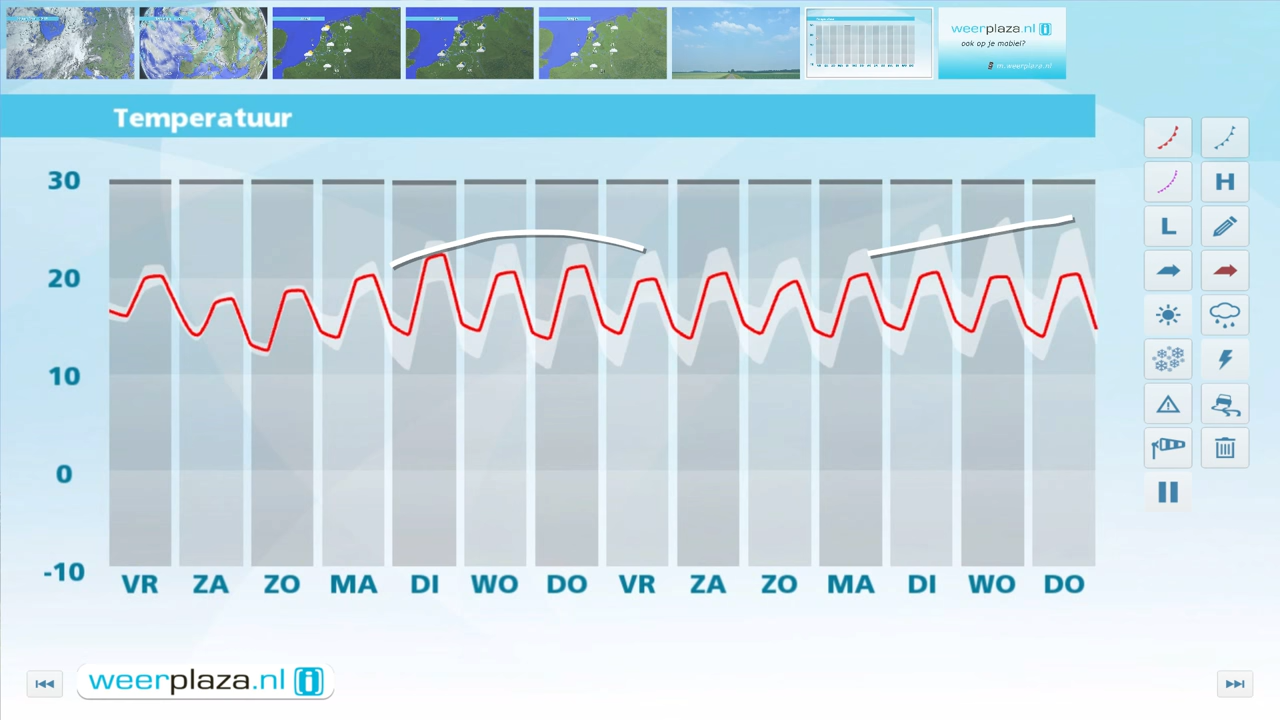 weerplaza.nl
ook op je mobiel?
m.weerplaza.nl
Temperatuur
30
20
10
0
-10
VR ZA ZO MA DI WO DO VR ZA ZO MA DI WO DO
H
L
weerplaza.nl